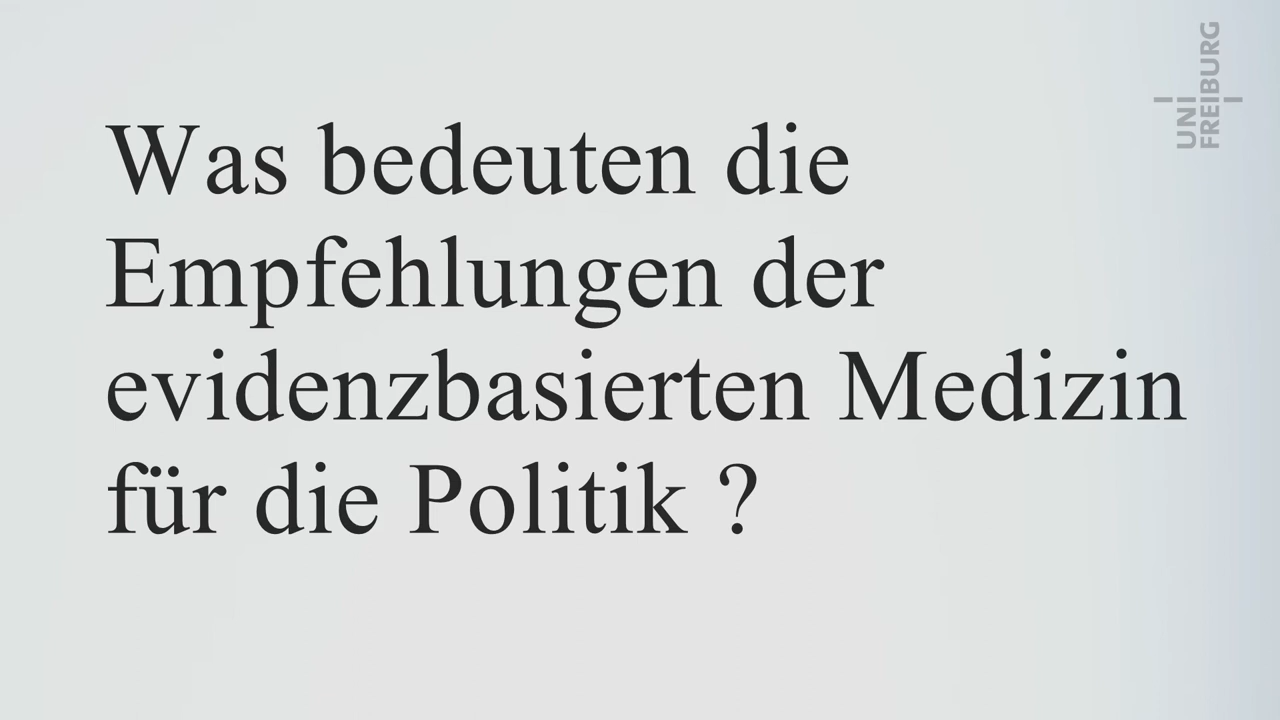 Was bedeuten die
Empfehlungen der
evidenzbasierten Medizin
für die Politik ?
UNI
FREIBURG